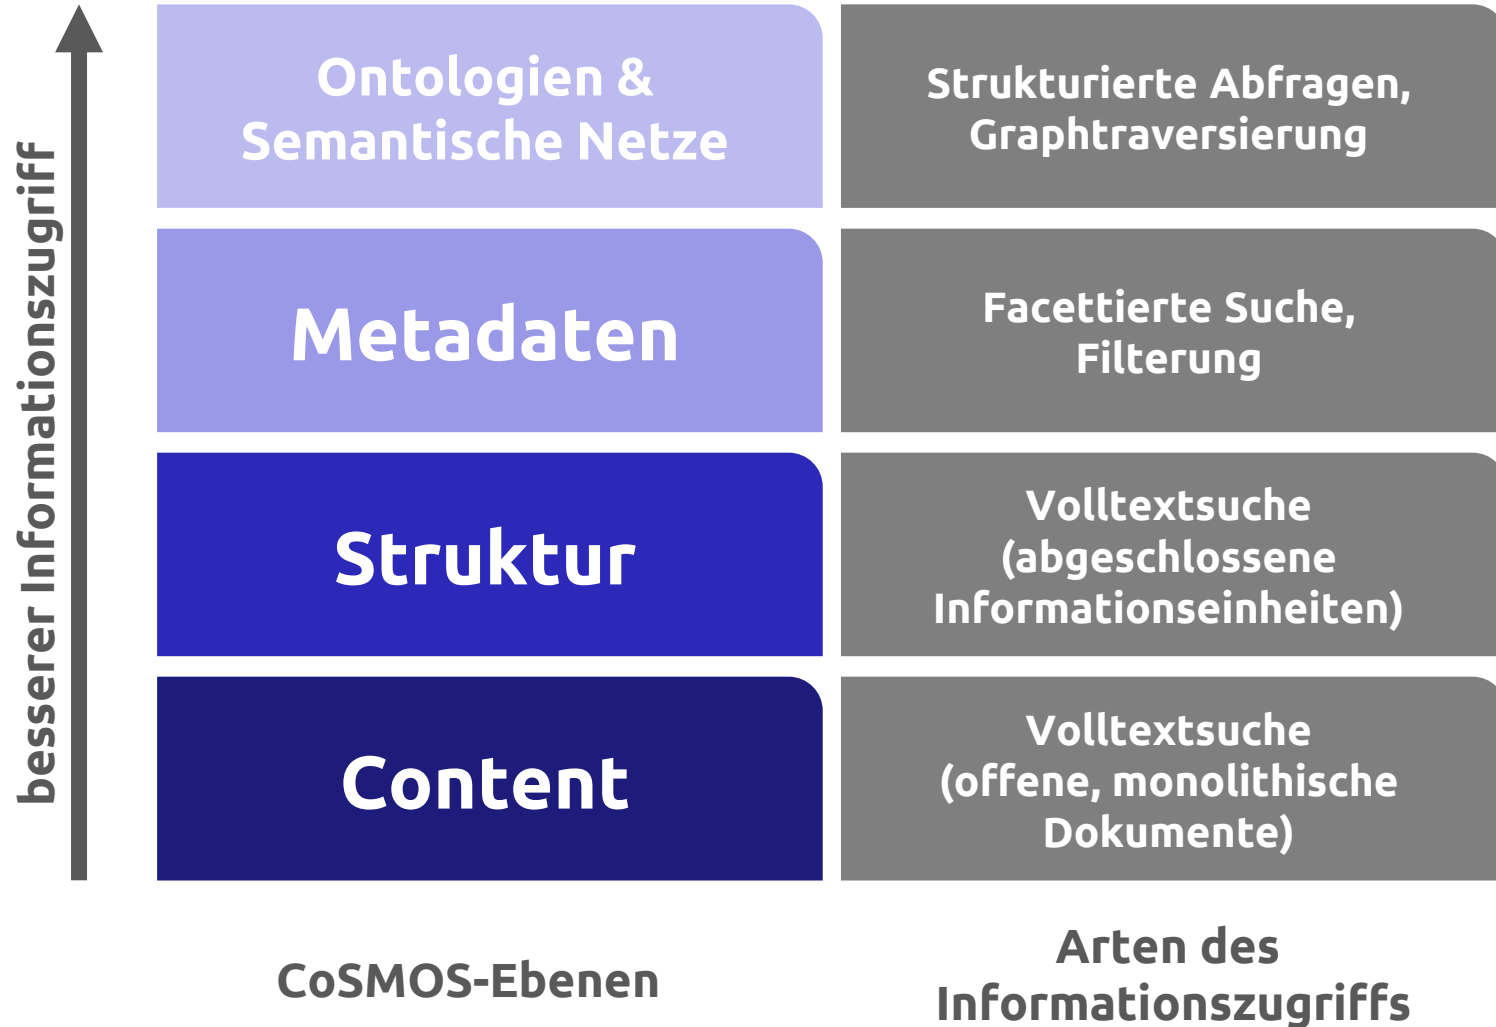 besserer Informationszugriff
Ontologien &
Semantische Netze
Strukturierte Abfragen,
Graphtraversierung
Metadaten
Facettierte Suche,
Filterung
Struktur
Volltextsuche
(abgeschlossene
Informationseinheiten)
Content
Volltextsuche
(offene, monolithische
Dokumente)
CoSMOS-Ebenen
Arten des
Informationszugriffs